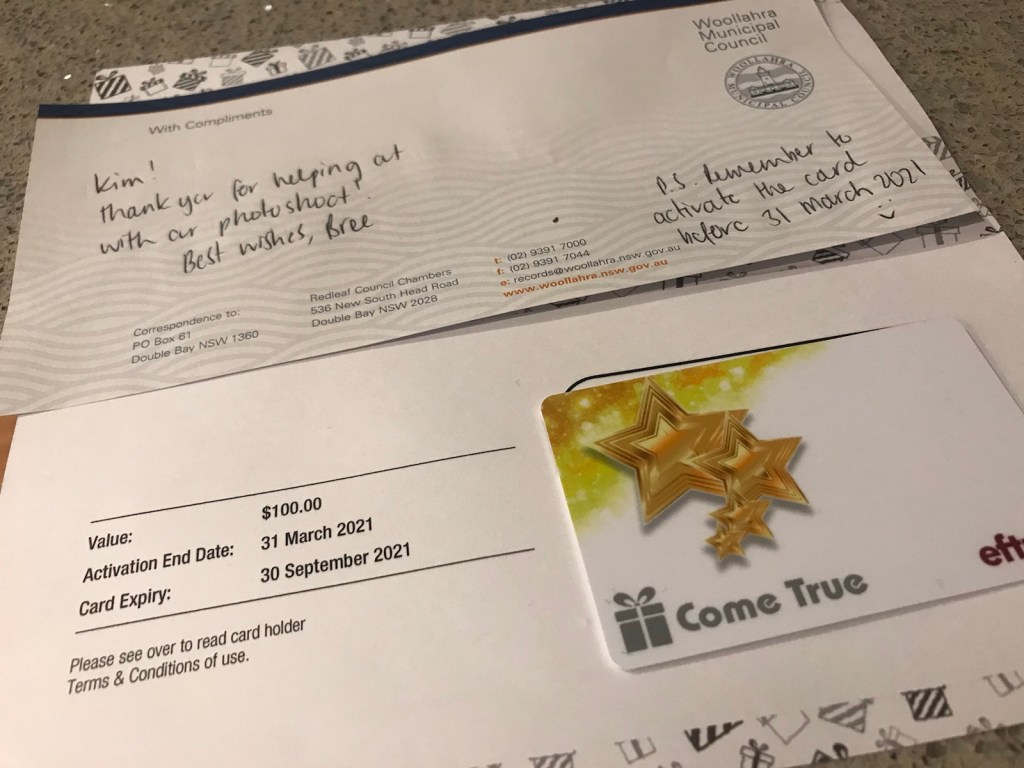 Woollahra
Municipal
Council
WOOLLAHRA
MUNICIPAL COUNCIL
With Compliments
Kim!
Thank you for helping at
with our photoshoot!
Best wishes, Bree
P.S. Remember to
activate the card
before 31 March 2021
Correspondence to:
PO Box 61
Double Bay NSW 1360
Redleaf Council Chambers
536 New South Head Road
Double Bay NSW 2028
t: (02) 9391 7000
f: (02) 9391 7044
e: records@woollahra.nsw.gov.au
www.woollahra.nsw.gov.au
Value: $100.00
Activation End Date: 31 March 2021
Card Expiry: 30 September 2021
Please see over to read card holder
Terms & Conditions of use.
Come True
eft